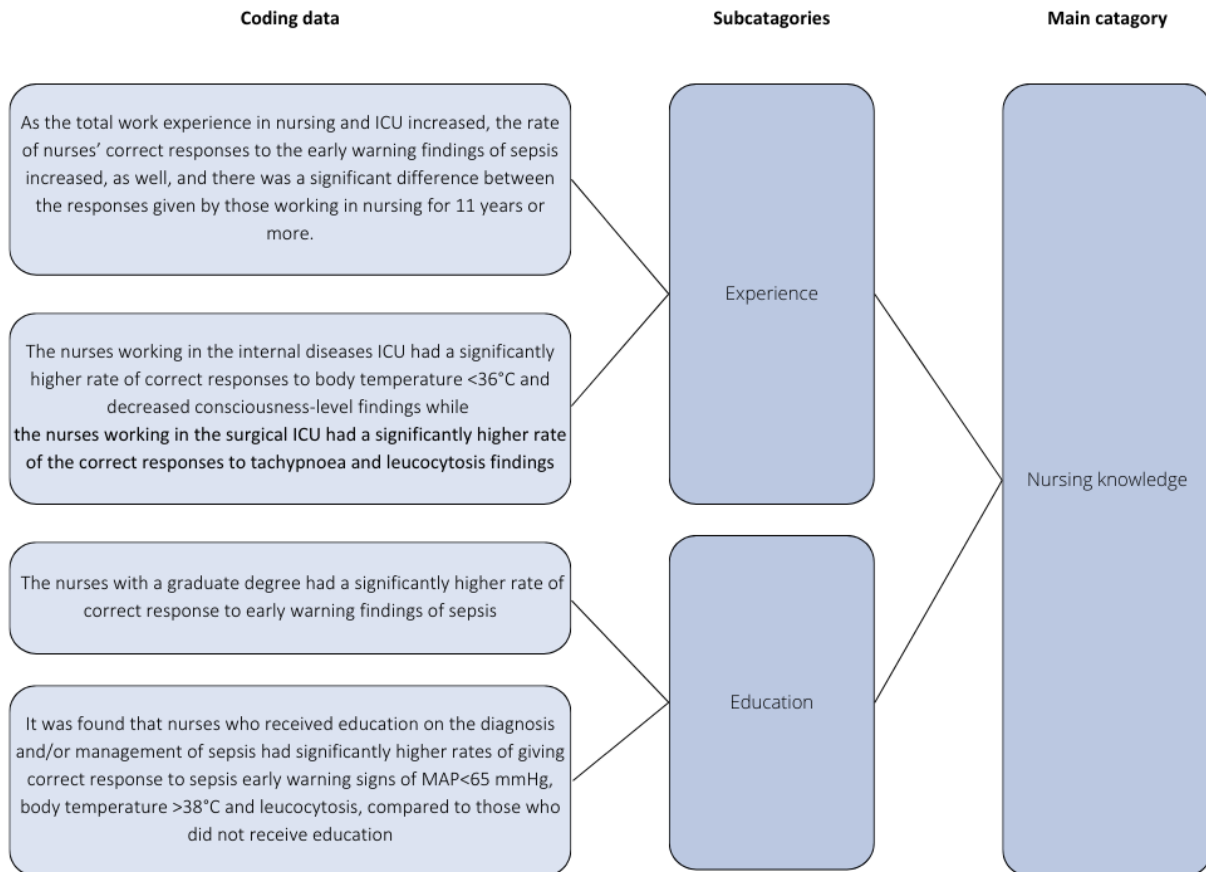 Coding data
Subcatagories
Main catagory
As the total work experience in nursing and ICU increased, the rate
of nurses’ correct responses to the early warning findings of sepsis
increased, as well, and there was a significant difference between
the responses given by those working in nursing for 11 years or
more.
The nurses working in the internal diseases ICU had a significantly
higher rate of correct responses to body temperature <36°C and
decreased consciousness-level findings while
the nurses working in the surgical ICU had a significantly higher rate
of the correct responses to tachypnoea and leucocytosis findings
Experience
The nurses with a graduate degree had a significantly higher rate of
correct response to early warning findings of sepsis
It was found that nurses who received education on the diagnosis
and/or management of sepsis had significantly higher rates of giving
correct response to sepsis early warning signs of MAP<65 mmHg,
body temperature >38°C and leucocytosis, compared to those who
did not receive education
Education
Nursing knowledge